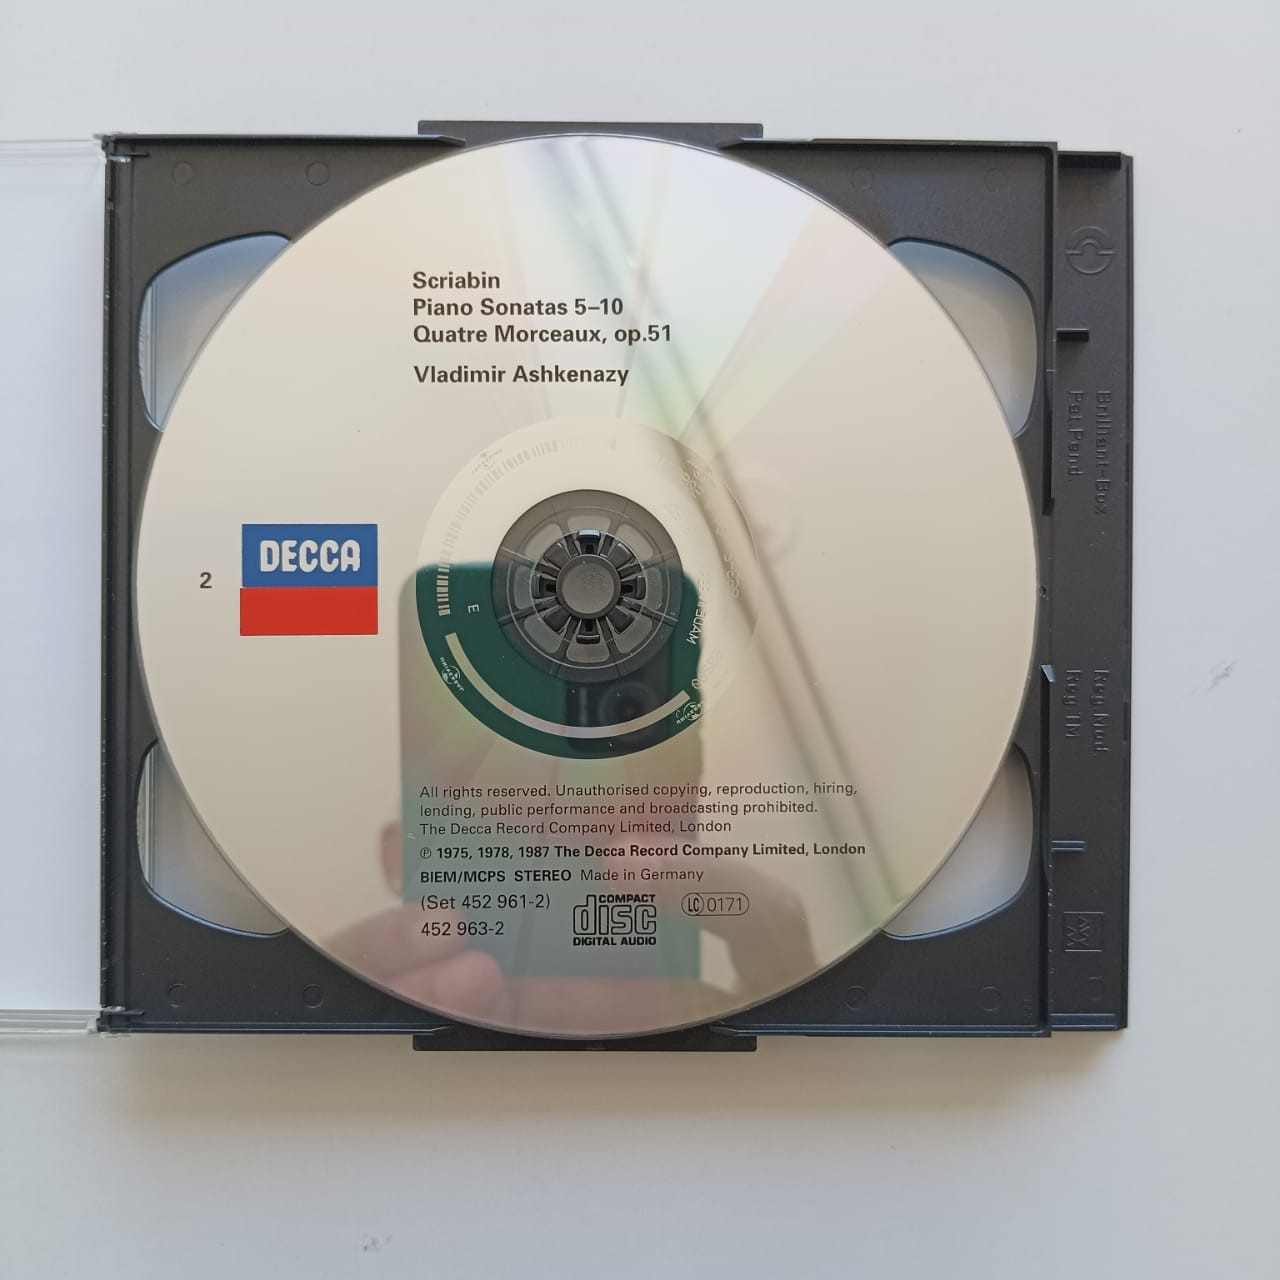 Scriabin
Piano Sonatas 5–10
Quatre Morceaux, op.51
Vladimir Ashkenazy
2
DECCA
E
All rights reserved. Unauthorised copying, reproduction, hiring,
lending, public performance and broadcasting prohibited.
The Decca Record Company Limited, London
℗ 1975, 1978, 1987 The Decca Record Company Limited, London
BIEM/MCPS STEREO Made in Germany
(Set 452 961-2)
452 963-2
COMPACT
disc
DIGITAL AUDIO
LC 0171
Brilliant-Box
Pat.Pend.
Reg.Mod.
Reg.TM